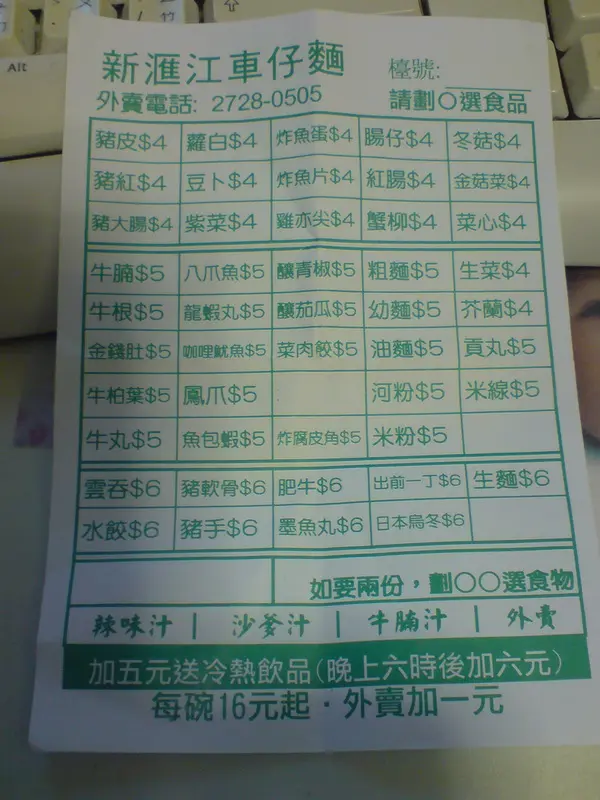 新滙江車仔麵 檯號:
外賣電話: 2728-0505 請劃○選食品
豬皮$4 蘿白$4 炸魚蛋$4 腸仔$4 冬菇$4
豬紅$4 豆卜$4 炸魚片$4 紅腸$4 金菇菜$4
豬大腸$4 紫菜$4 雞亦尖$4 蟹柳$4 菜心$4
牛腩$5 八爪魚$5 釀青椒$5 粗麵$5 生菜$4
牛根$5 龍蝦丸$5 釀茄瓜$5 幼麵$5 芥蘭$4
金錢肚$5 咖哩魷魚$5 菜肉餃$5 油麵$5 貢丸$5
牛柏葉$5 鳳爪$5 河粉$5 米線$5
牛丸$5 魚包蝦$5 炸腐皮角$5 米粉$5
雲吞$6 豬軟骨$6 肥牛$6 出前一丁$6 生麵$6
水餃$6 豬手$6 墨魚丸$6 日本烏冬$6
如要兩份，劃○○選食物
辣味汁 | 沙爹汁 | 牛腩汁 | 外賣
加五元送冷熱飲品(晚上六時後加六元)
每碗16元起．外賣加一元
Alt